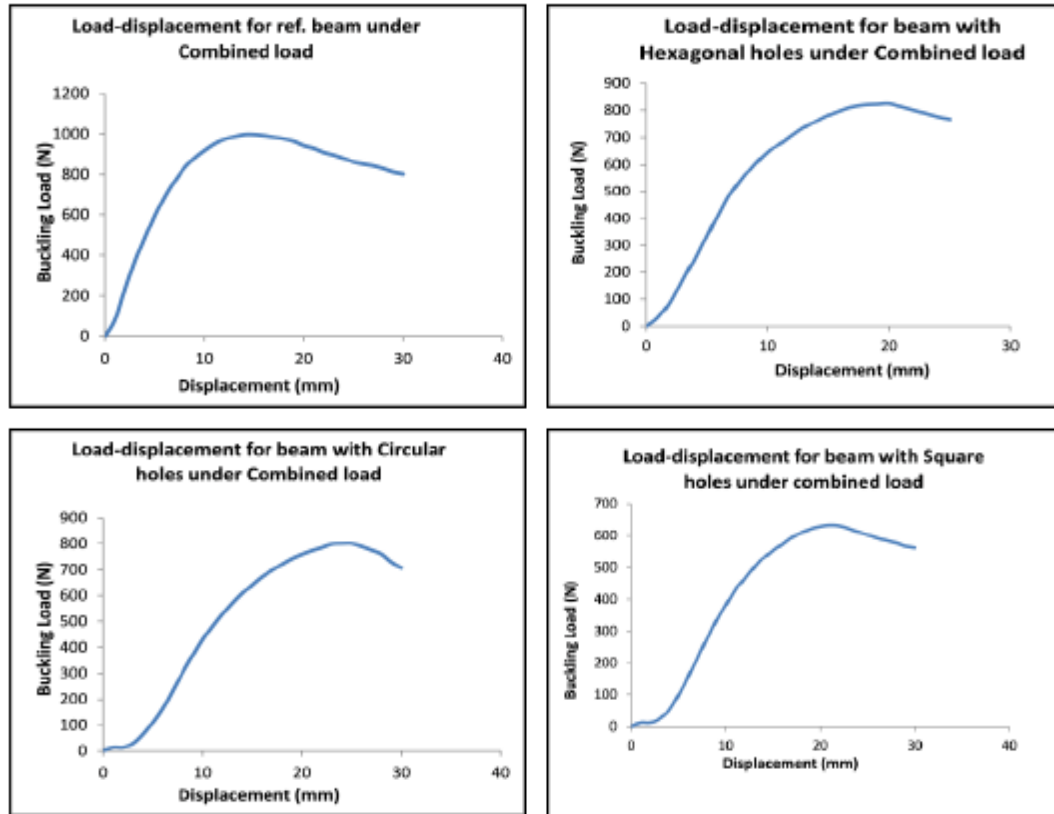 Load-displacement for ref. beam under
Combined load
1200
1000
800
600
400
200
0
0 10 20 30 40
Buckling Load (N)
Displacement (mm)
Load-displacement for beam with
Hexagonal holes under Combined load
900
800
700
600
500
400
300
200
100
0
0 10 20 30
Buckling Load (N)
Displacement (mm)
Load-displacement for beam with Circular
holes under Combined load
900
800
700
600
500
400
300
200
100
0
0 10 20 30 40
Buckling Load (N)
Displacement (mm)
Load-displacement for beam with Square
holes under combined load
700
600
500
400
300
200
100
0
0 10 20 30 40
Buckling Load (N)
Displacement (mm)